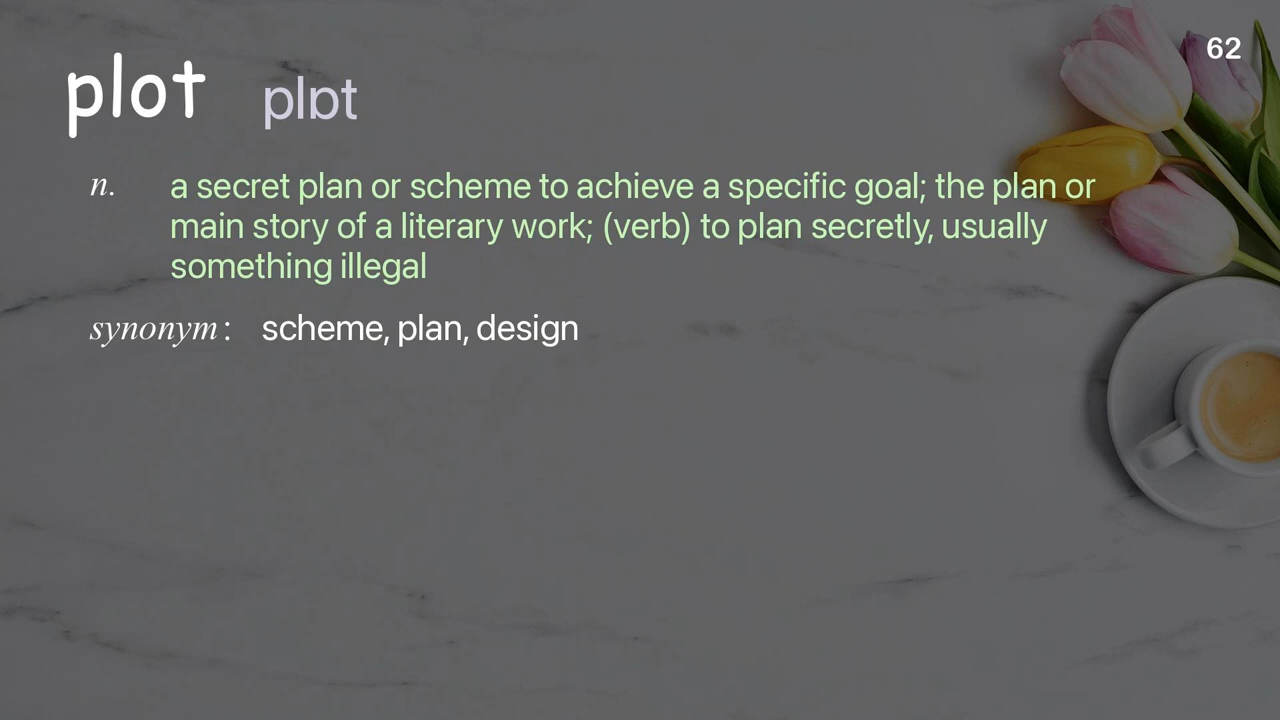 62
plot plɒt
n. a secret plan or scheme to achieve a specific goal; the plan or
main story of a literary work; (verb) to plan secretly, usually
something illegal
synonym: scheme, plan, design